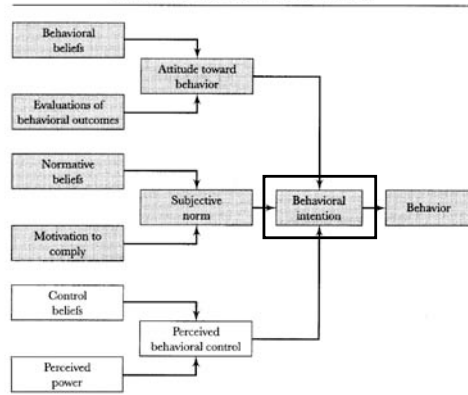 Behavioral
beliefs
Attitude toward
behavior
Evaluations of
behavioral outcomes
Normative
beliefs
Subjective
norm
Behavioral
intention
Behavior
Motivation to
comply
Control
beliefs
Perceived
behavioral control
Perceived
power